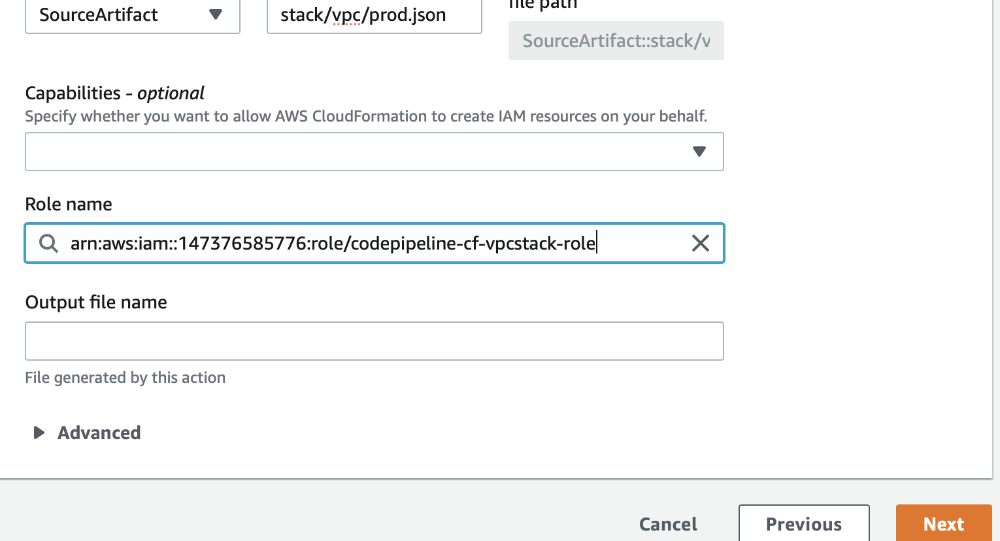 file path
SourceArtifact
stack/vpc/prod.json
SourceArtifact::stack/v
Capabilities - optional
Specify whether you want to allow AWS CloudFormation to create IAM resources on your behalf.
Role name
arn:aws:iam::147376585776:role/codepipeline-cf-vpcstack-role
Output file name
File generated by this action
Advanced
Cancel
Previous
Next